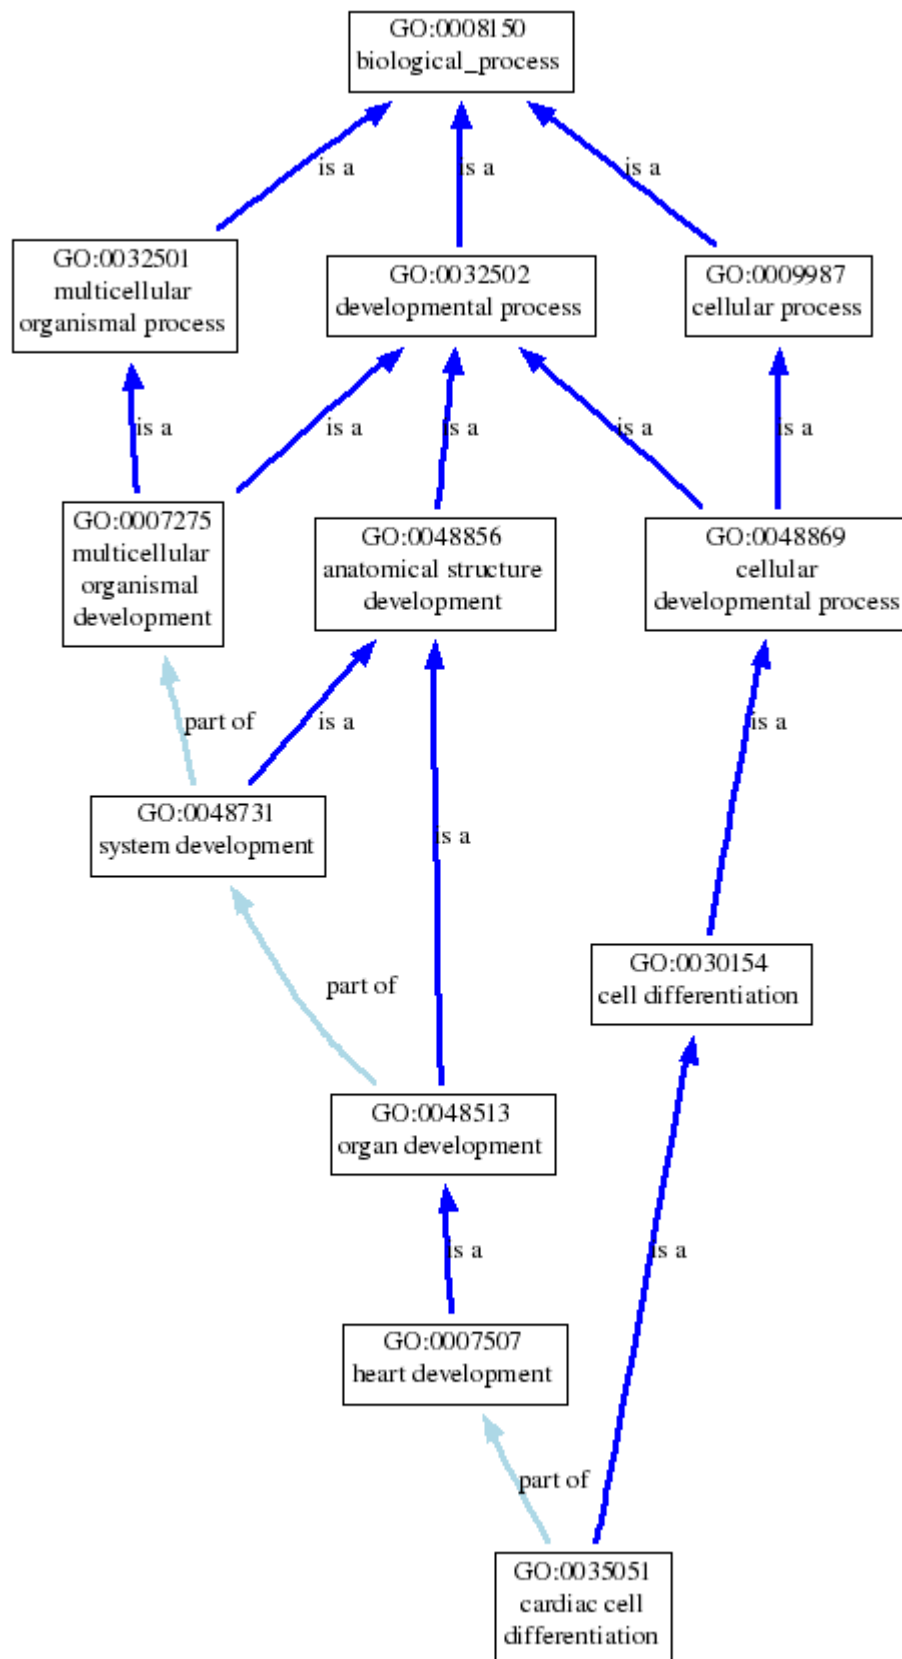 GO:0008150
biological_process
is a
is a
is a
GO:0032501
multicellular
organismal process
GO:0032502
developmental process
GO:0009987
cellular process
is a
is a
is a
is a
is a
GO:0007275
multicellular
organismal
development
GO:0048856
anatomical structure
development
GO:0048869
cellular
developmental process
part of
is a
is a
GO:0048731
system development
is a
GO:0030154
cell differentiation
part of
GO:0048513
organ development
is a
is a
GO:0007507
heart development
part of
GO:0035051
cardiac cell
differentiation